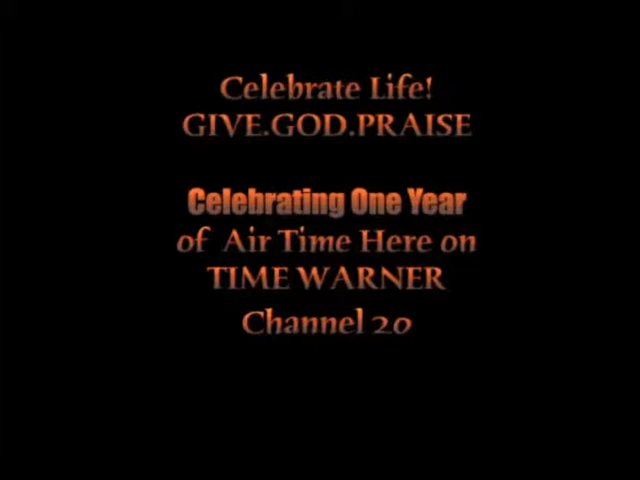 Celebrate Life!
GIVE.GOD.PRAISE
Celebrating One Year
of Air Time Here on
TIME WARNER
Channel 20